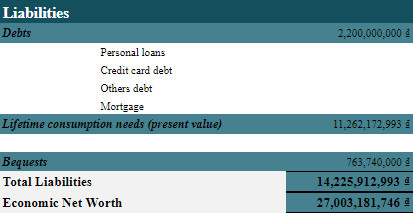 Liabilities
Debts 2,200,000,000 ₫
Personal loans
Credit card debt
Others debt
Mortgage
Lifetime consumption needs (present value) 11,262,172,993 ₫
Bequests 763,740,000 ₫
Total Liabilities 14,225,912,993 ₫
Economic Net Worth 27,003,181,746 ₫